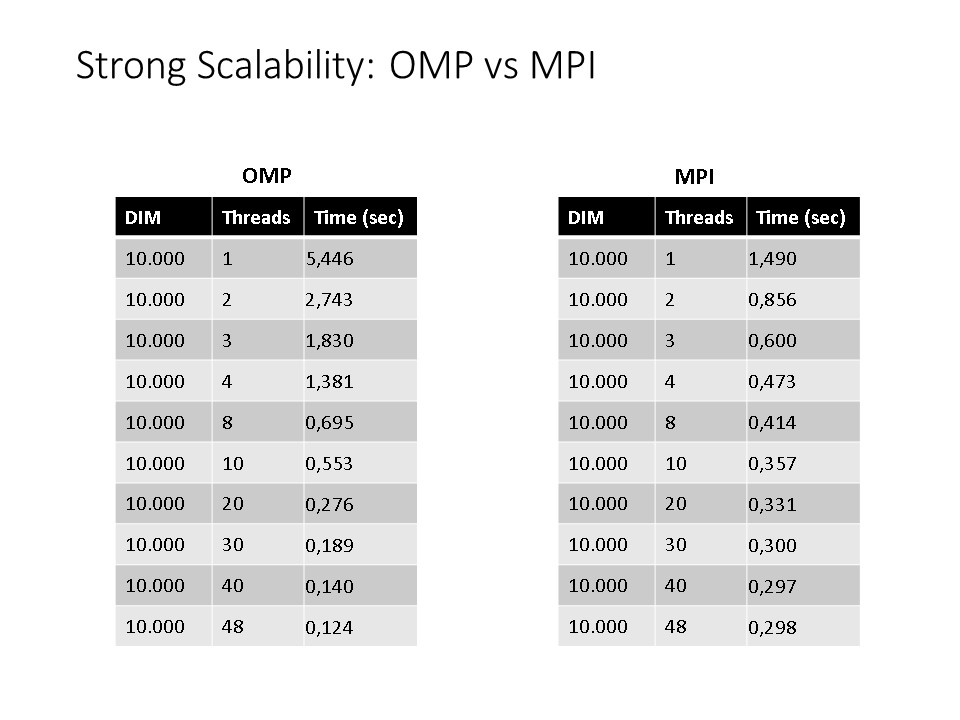 Strong Scalability: OMP vs MPI
OMP
DIM Threads Time (sec)
10.000 1 5,446
10.000 2 2,743
10.000 3 1,830
10.000 4 1,381
10.000 8 0,695
10.000 10 0,553
10.000 20 0,276
10.000 30 0,189
10.000 40 0,140
10.000 48 0,124
MPI
DIM Threads Time (sec)
10.000 1 1,490
10.000 2 0,856
10.000 3 0,600
10.000 4 0,473
10.000 8 0,414
10.000 10 0,357
10.000 20 0,331
10.000 30 0,300
10.000 40 0,297
10.000 48 0,298